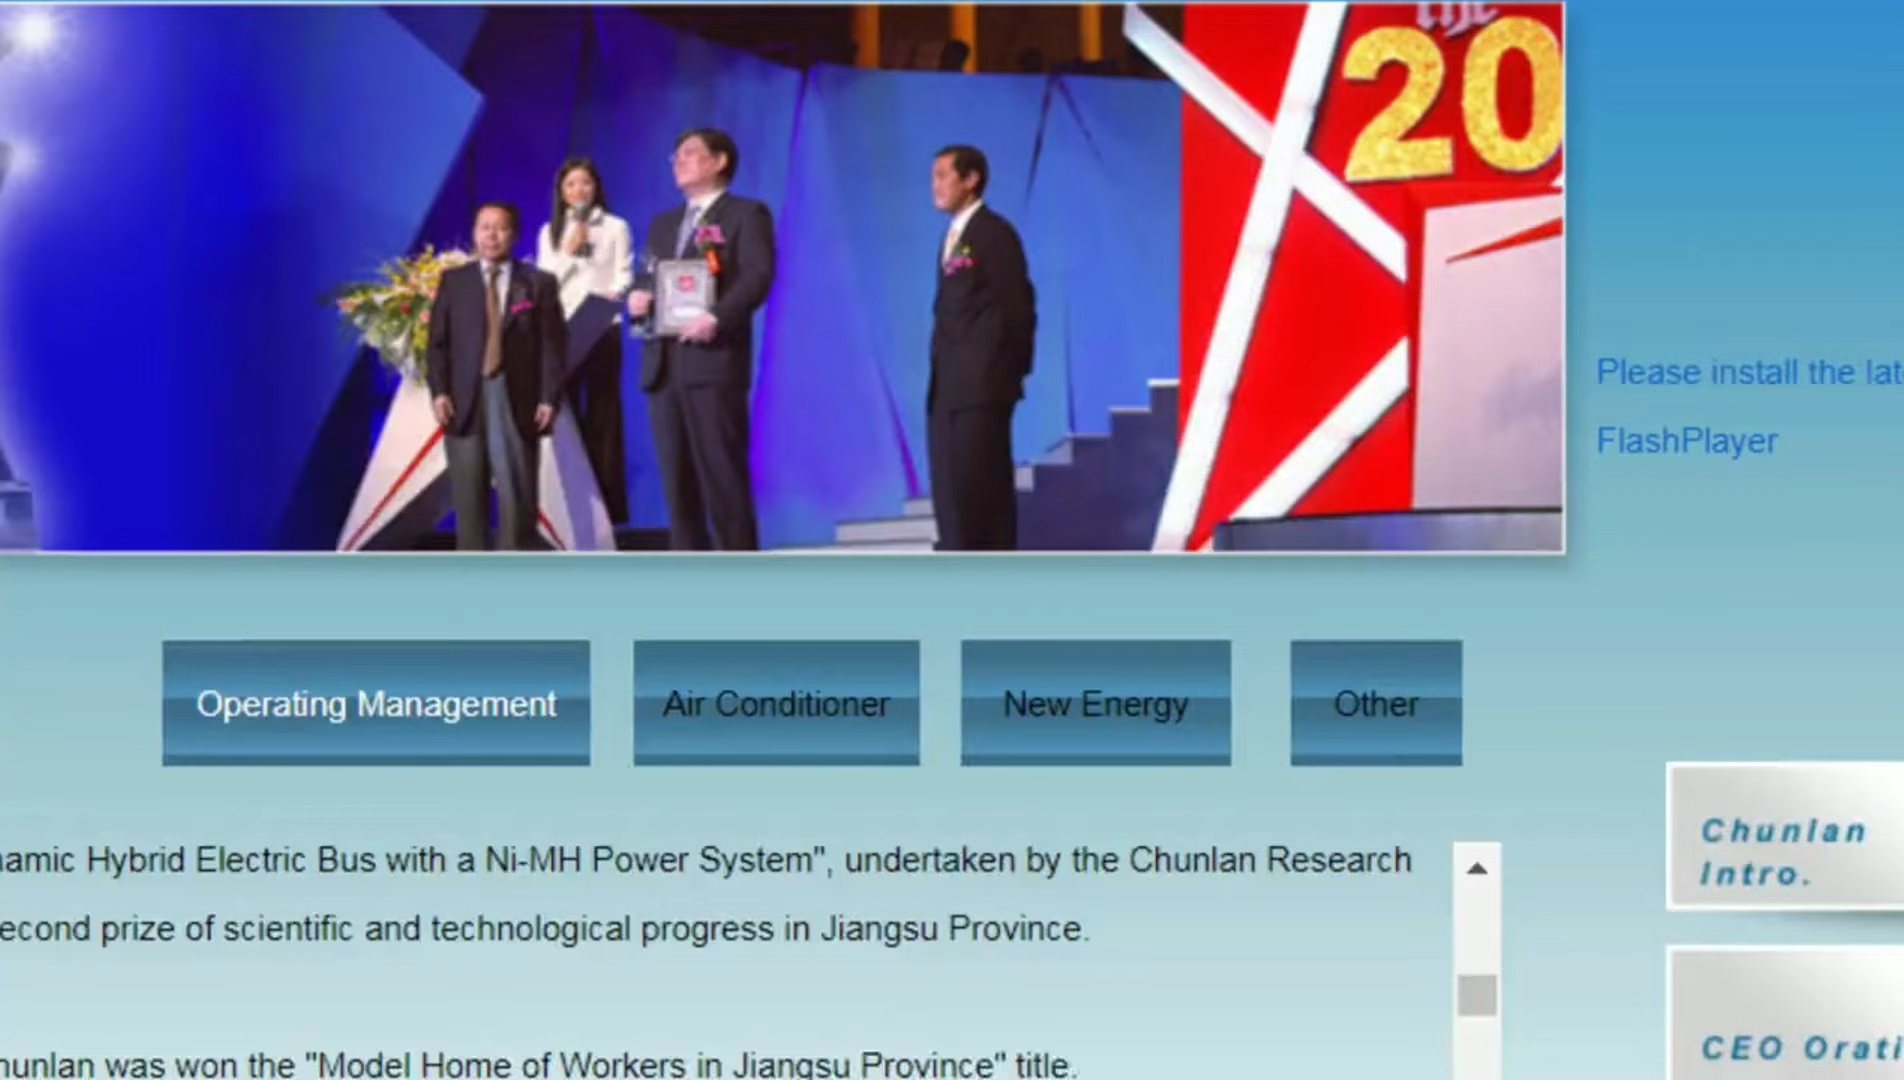 the
20
Please install the lat
FlashPlayer
Operating Management
Air Conditioner
New Energy
Other
namic Hybrid Electric Bus with a Ni-MH Power System", undertaken by the Chunlan Research
econd prize of scientific and technological progress in Jiangsu Province.
hunlan was won the "Model Home of Workers in Jiangsu Province" title.
Chunlan
Intro.
CEO Orati